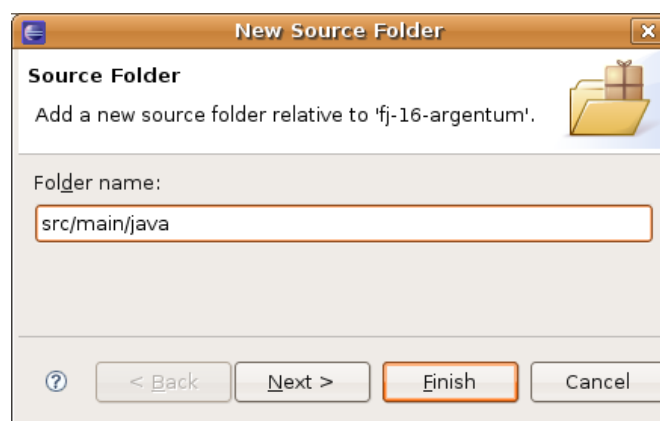 New Source Folder
Source Folder
Add a new source folder relative to 'fj-16-argentum'.
Folder name:
src/main/java
? < Back Next > Finish Cancel